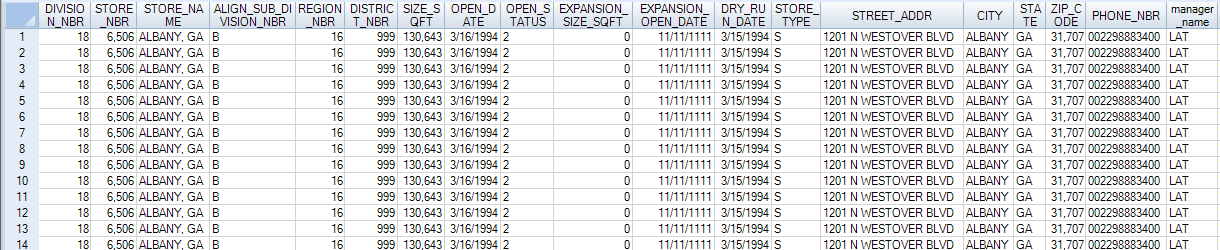 DIVISION_NBR STORE_NBR STORE_NAME ALIGN_SUB_DIVISION_NBR REGION_NBR DISTRICT_NBR SIZE_SQFT OPEN_DATE OPEN_STATUS EXPANSION_SIZE_SQFT EXPANSION_OPEN_DATE DRY_RUN_DATE STORE_TYPE STREET_ADDR CITY STATE ZIP_CODE PHONE_NBR manager_name
1 18 6,506 ALBANY, GA B 16 999 130,643 3/16/1994 2 0 11/11/1111 3/15/1994 S 1201 N WESTOVER BLVD ALBANY GA 31,707 002298883400 LAT
2 18 6,506 ALBANY, GA B 16 999 130,643 3/16/1994 2 0 11/11/1111 3/15/1994 S 1201 N WESTOVER BLVD ALBANY GA 31,707 002298883400 LAT
3 18 6,506 ALBANY, GA B 16 999 130,643 3/16/1994 2 0 11/11/1111 3/15/1994 S 1201 N WESTOVER BLVD ALBANY GA 31,707 002298883400 LAT
4 18 6,506 ALBANY, GA B 16 999 130,643 3/16/1994 2 0 11/11/1111 3/15/1994 S 1201 N WESTOVER BLVD ALBANY GA 31,707 002298883400 LAT
5 18 6,506 ALBANY, GA B 16 999 130,643 3/16/1994 2 0 11/11/1111 3/15/1994 S 1201 N WESTOVER BLVD ALBANY GA 31,707 002298883400 LAT
6 18 6,506 ALBANY, GA B 16 999 130,643 3/16/1994 2 0 11/11/1111 3/15/1994 S 1201 N WESTOVER BLVD ALBANY GA 31,707 002298883400 LAT
7 18 6,506 ALBANY, GA B 16 999 130,643 3/16/1994 2 0 11/11/1111 3/15/1994 S 1201 N WESTOVER BLVD ALBANY GA 31,707 002298883400 LAT
8 18 6,506 ALBANY, GA B 16 999 130,643 3/16/1994 2 0 11/11/1111 3/15/1994 S 1201 N WESTOVER BLVD ALBANY GA 31,707 002298883400 LAT
9 18 6,506 ALBANY, GA B 16 999 130,643 3/16/1994 2 0 11/11/1111 3/15/1994 S 1201 N WESTOVER BLVD ALBANY GA 31,707 002298883400 LAT
10 18 6,506 ALBANY, GA B 16 999 130,643 3/16/1994 2 0 11/11/1111 3/15/1994 S 1201 N WESTOVER BLVD ALBANY GA 31,707 002298883400 LAT
11 18 6,506 ALBANY, GA B 16 999 130,643 3/16/1994 2 0 11/11/1111 3/15/1994 S 1201 N WESTOVER BLVD ALBANY GA 31,707 002298883400 LAT
12 18 6,506 ALBANY, GA B 16 999 130,643 3/16/1994 2 0 11/11/1111 3/15/1994 S 1201 N WESTOVER BLVD ALBANY GA 31,707 002298883400 LAT
13 18 6,506 ALBANY, GA B 16 999 130,643 3/16/1994 2 0 11/11/1111 3/15/1994 S 1201 N WESTOVER BLVD ALBANY GA 31,707 002298883400 LAT
14 18 6,506 ALBANY, GA B 16 999 130,643 3/16/1994 2 0 11/11/1111 3/15/1994 S 1201 N WESTOVER BLVD ALBANY GA 31,707 002298883400 LAT